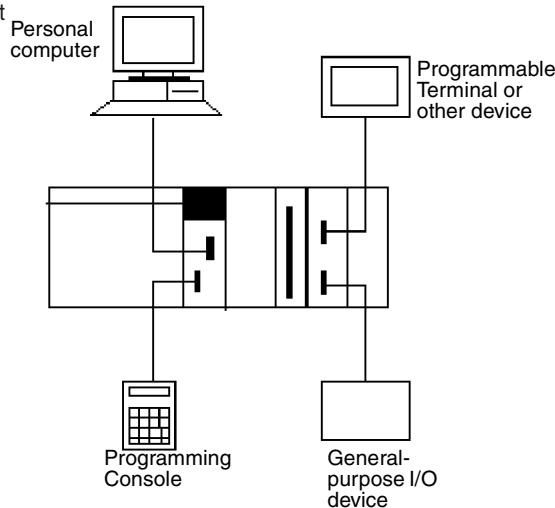 t
Personal
computer
Programmable
Terminal or
other device
Programming
Console
General-
purpose I/O
device